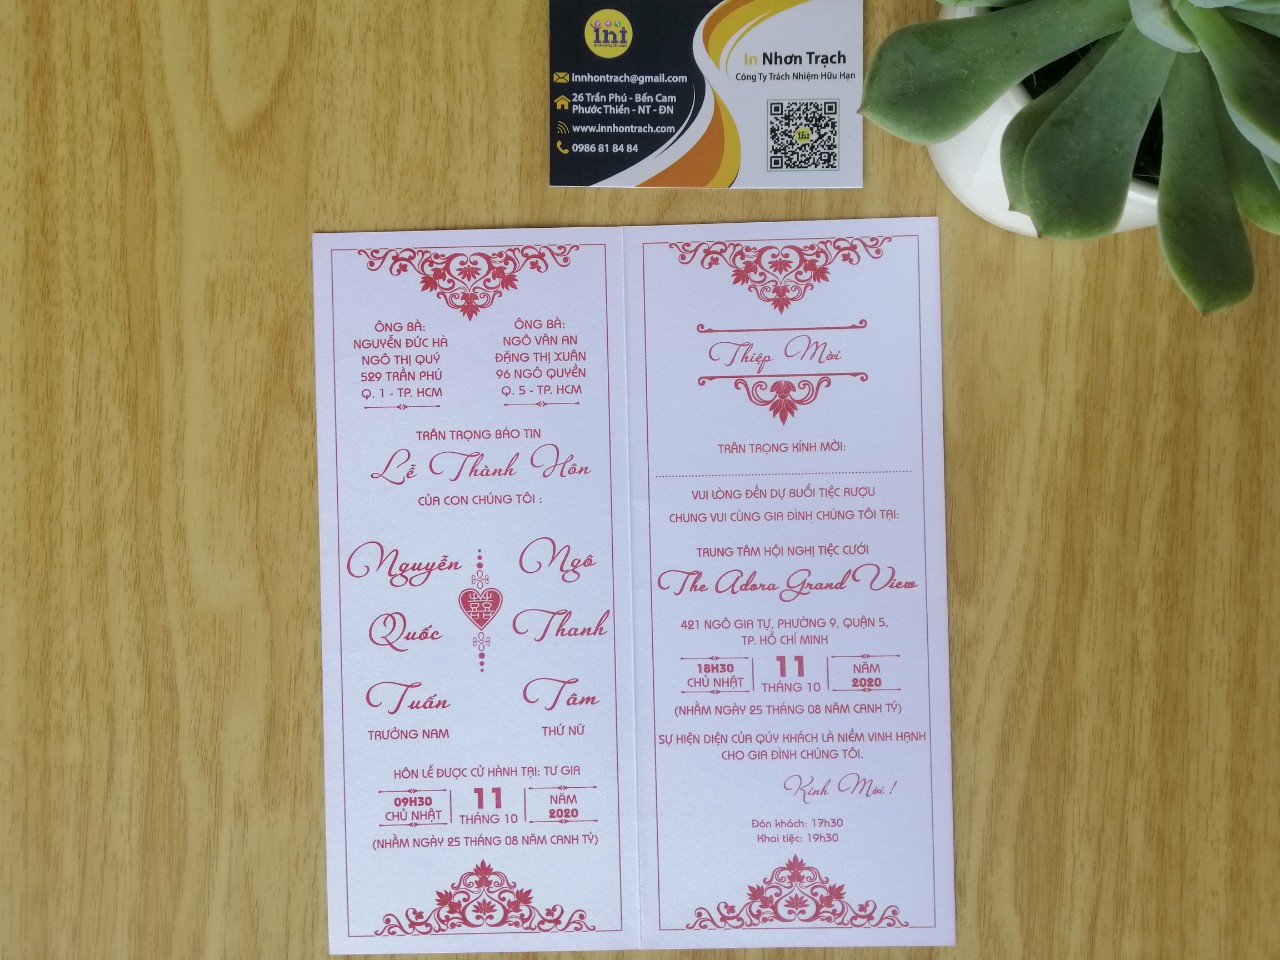 ini
innhontrach.com
innhontrach@gmail.com
26 Trần Phú - Bến Cam
Phước Thiền - NT - ĐN
www.innhontrach.com
0986 81 84 84
In Nhơn Trạch
Công Ty Trách Nhiệm Hữu Hạn
ini
ÔNG BÀ:
NGUYỄN ĐỨC HÀ
NGÔ THỊ QUÝ
529 TRẦN PHÚ
Q. 1 - TP. HCM
ÔNG BÀ:
NGÔ VĂN AN
ĐẶNG THỊ XUÂN
96 NGÔ QUYỀN
Q. 5 - TP. HCM
TRÂN TRỌNG BÁO TIN
Lễ Thành Hôn
CỦA CON CHÚNG TÔI :
Nguyễn
Quốc
Tuấn
TRƯỞNG NAM
囍
Ngô
Thanh
Tâm
THỨ NỮ
HÔN LỄ ĐƯỢC CỬ HÀNH TẠI: TƯ GIA
09H30
CHỦ NHẬT
11
THÁNG 10
NĂM
2020
(NHẰM NGÀY 25 THÁNG 08 NĂM CANH TÝ)
Thiệp Mời
TRÂN TRỌNG KÍNH MỜI:
VUI LÒNG ĐẾN DỰ BUỔI TIỆC RƯỢU
CHUNG VUI CÙNG GIA ĐÌNH CHÚNG TÔI TẠI:
TRUNG TÂM HỘI NGHỊ TIỆC CƯỚI
The Adora Grand View
421 NGÔ GIA TỰ, PHƯỜNG 9, QUẬN 5,
TP. HỒ CHÍ MINH
18H30
CHỦ NHẬT
11
THÁNG 10
NĂM
2020
(NHẰM NGÀY 25 THÁNG 08 NĂM CANH TÝ)
SỰ HIỆN DIỆN CỦA QÚY KHÁCH LÀ NIỀM VINH HẠNH
CHO GIA ĐÌNH CHÚNG TÔI.
Kính Mời !
Đón khách: 17h30
Khai tiệc: 19h30